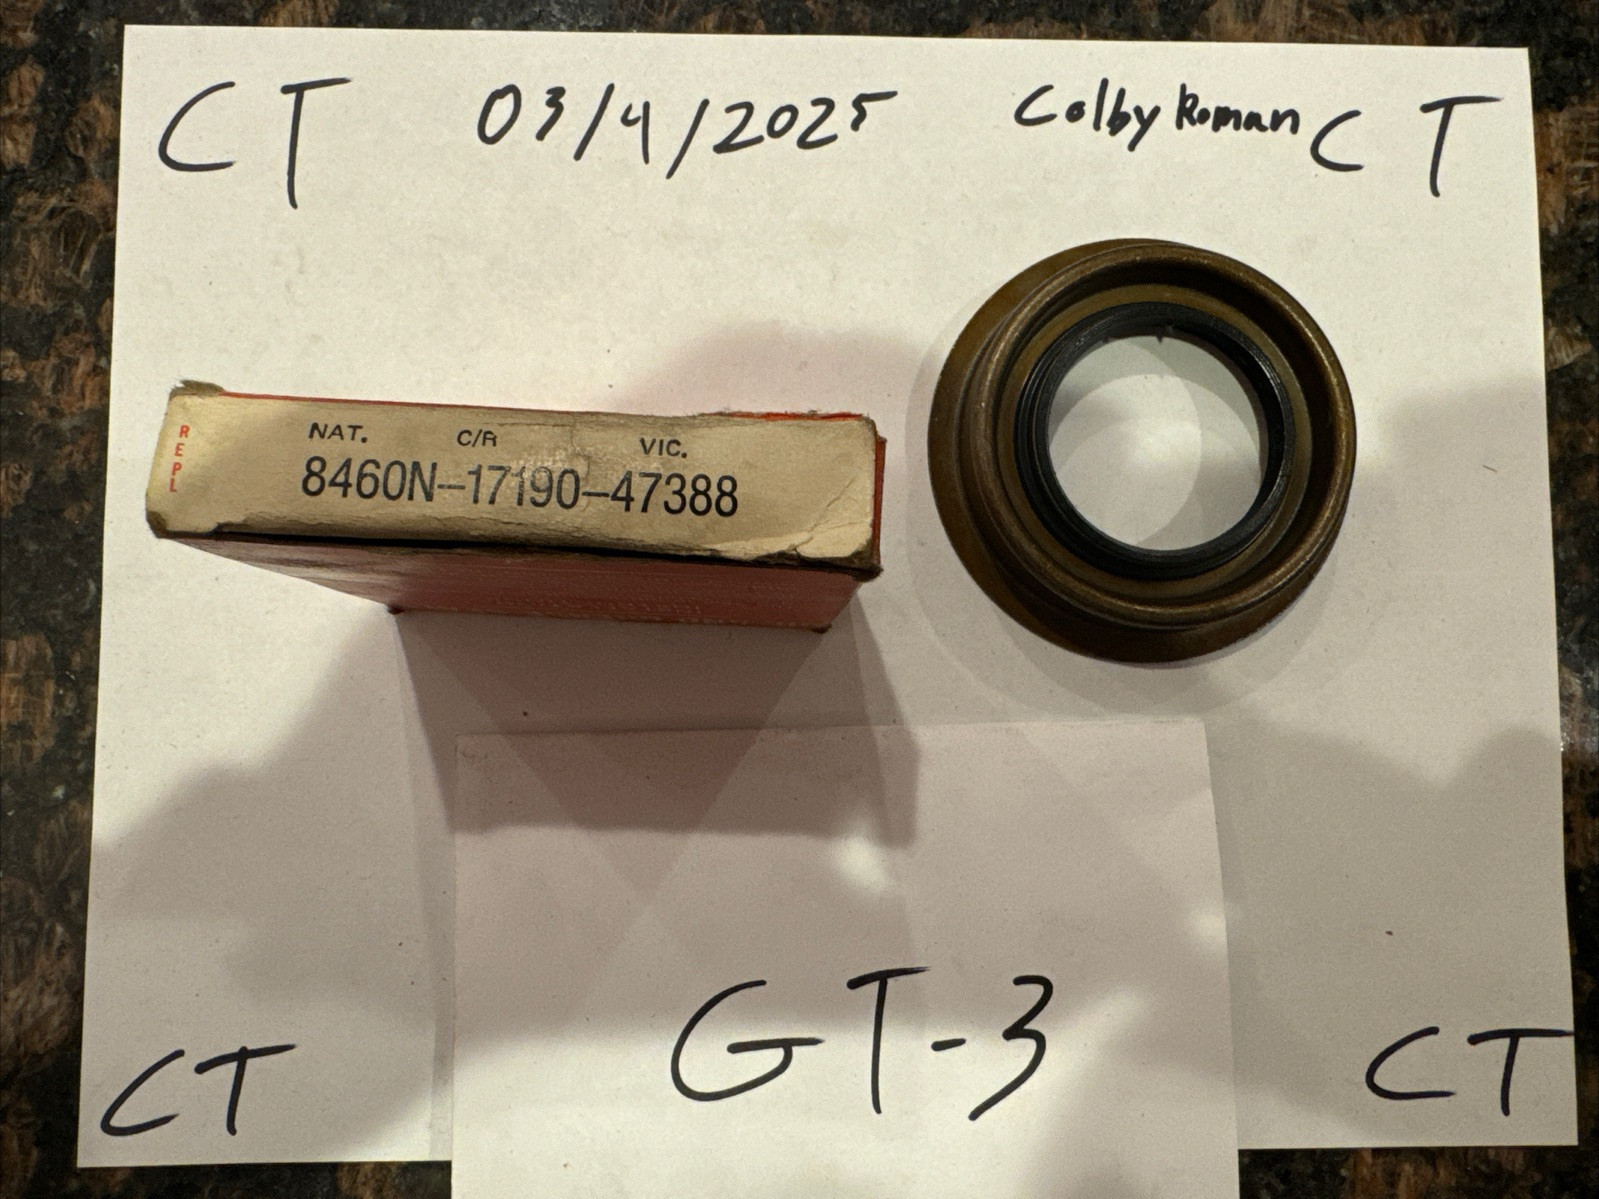 CT 03/4/2025 Colby Roman CT
REPL
NAT. C/R VIC.
8460N-17190-47388
GT-3
CT CT